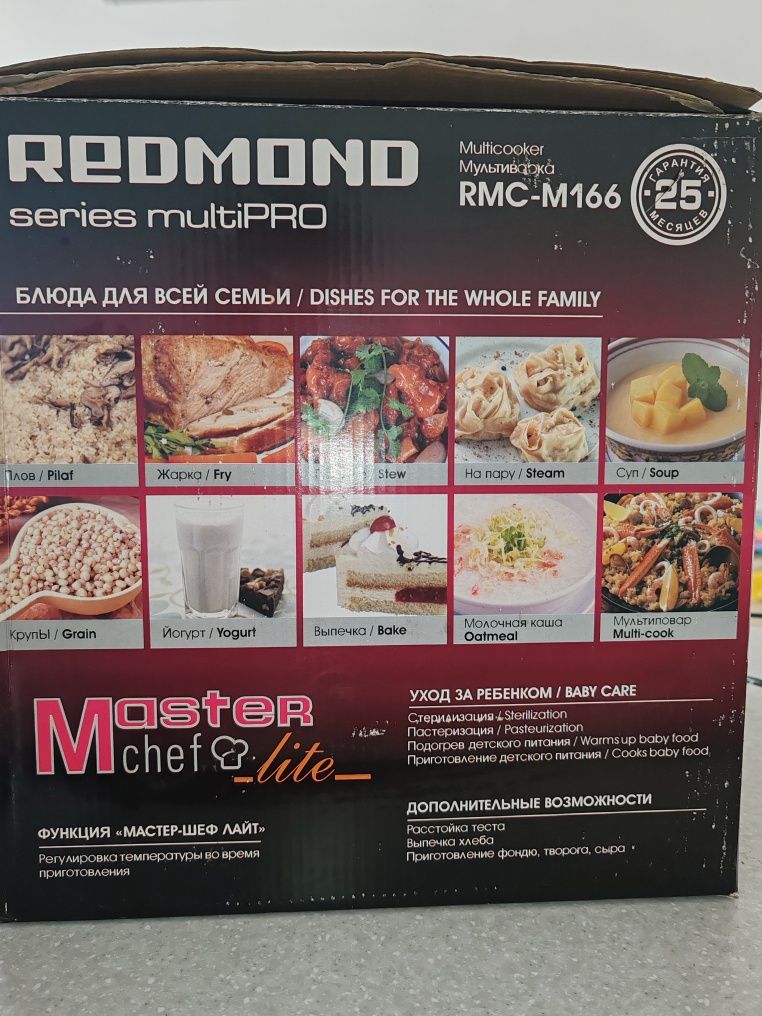 REDMOND
series multiPRO
Multicooker
Мультиварка
RMC-M166
ГАРАНТИЯ
25
МЕСЯЦЕВ
БЛЮДА ДЛЯ ВСЕЙ СЕМЬИ / DISHES FOR THE WHOLE FAMILY
Плов / Pilaf
Жарка / Fry
Stew
На пару / Steam
Суп / Soup
Крупы / Grain
Йогурт / Yogurt
Выпечка / Bake
Молочная каша
Oatmeal
Мультиповар
Multi-cook
Master
chef
lite
УХОД ЗА РЕБЕНКОМ / BABY CARE
Стерилизация / Sterilization
Пастеризация / Pasteurization
Подогрев детского питания / Warms up baby food
Приготовление детского питания / Cooks baby food
ФУНКЦИЯ «МАСТЕР-ШЕФ ЛАЙТ»
Регулировка температуры во время
приготовления
ДОПОЛНИТЕЛЬНЫЕ ВОЗМОЖНОСТИ
Расстойка теста
Выпечка хлеба
Приготовление фондю, творога, сыра